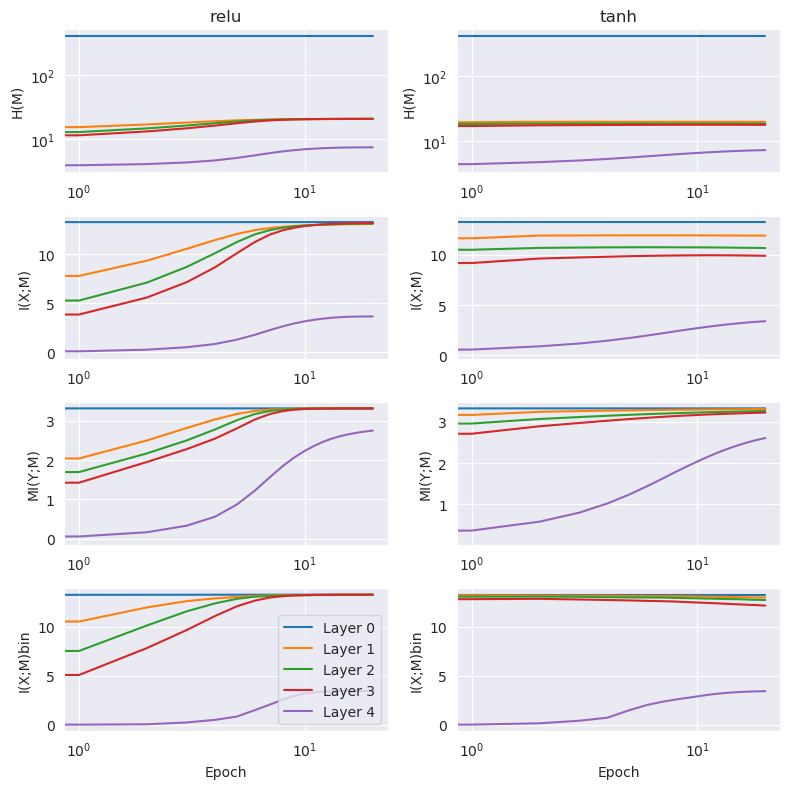 relu
tanh
H(M)
10²
10¹
10⁰ 10¹
H(M)
10²
10¹
10⁰ 10¹
I(X;M)
10
5
0
10⁰ 10¹
I(X;M)
10
5
0
10⁰ 10¹
MI(Y;M)
3
2
1
0
10⁰ 10¹
MI(Y;M)
3
2
1
10⁰ 10¹
I(X;M)bin
10
5
0
Layer 0
Layer 1
Layer 2
Layer 3
Layer 4
10⁰ 10¹
Epoch
I(X;M)bin
10
5
0
10⁰ 10¹
Epoch